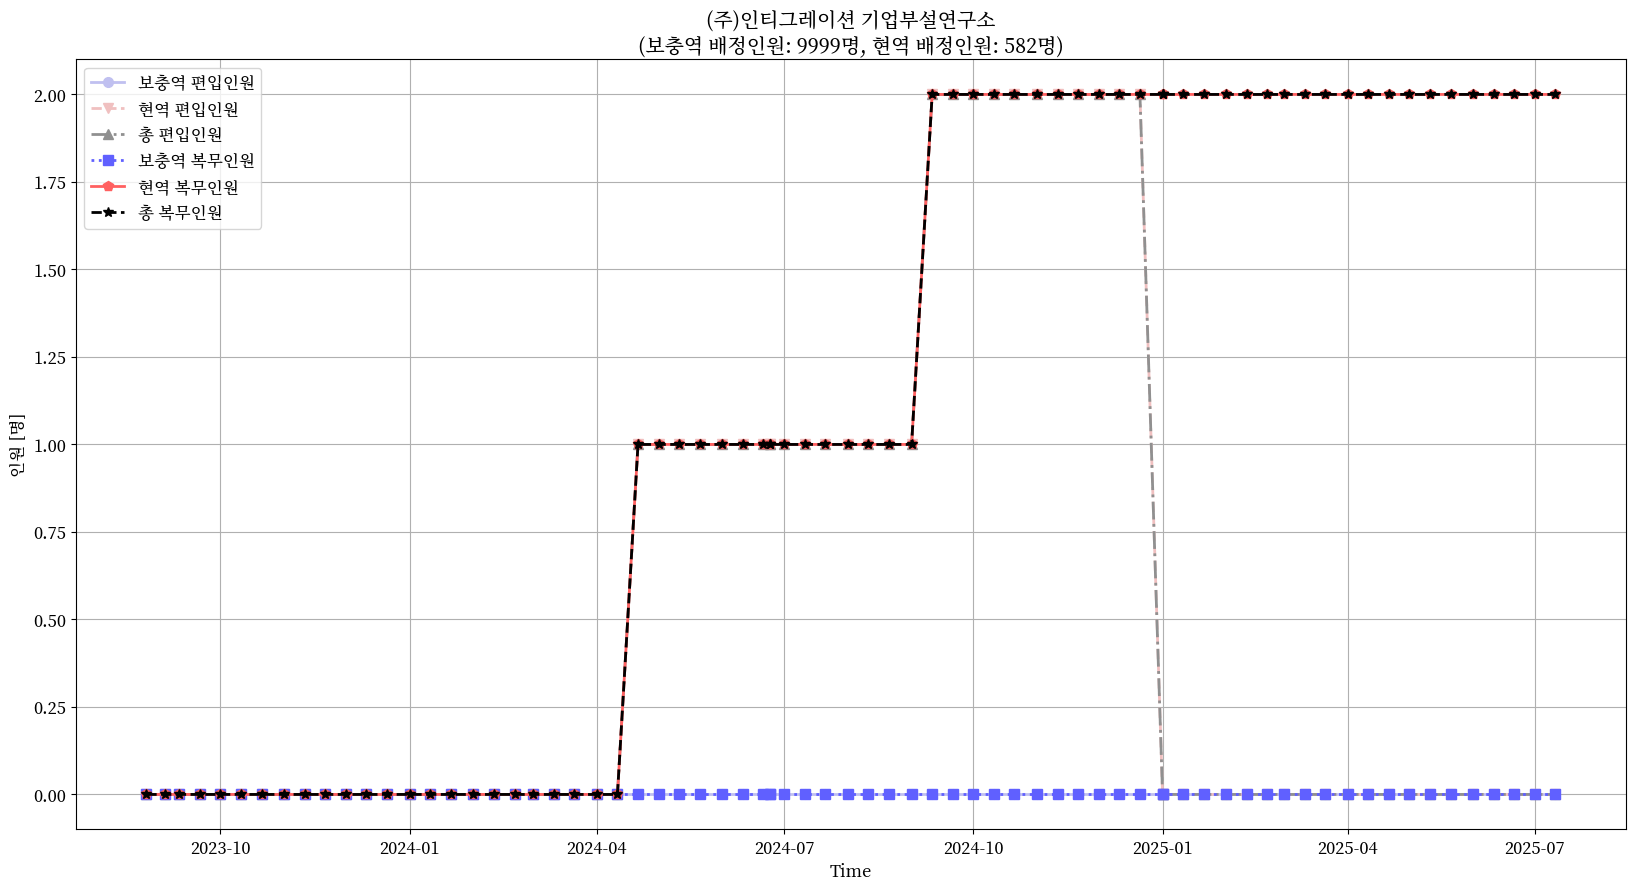 (주)인티그레이션 기업부설연구소
(보충역 배정인원: 9999명, 현역 배정인원: 582명)
보충역 편입인원
현역 편입인원
총 편입인원
보충역 복무인원
현역 복무인원
총 복무인원
2.00
1.75
1.50
1.25
1.00
0.75
0.50
0.25
0.00
인원 [명]
2023-10 2024-01 2024-04 2024-07 2024-10 2025-01 2025-04 2025-07
Time